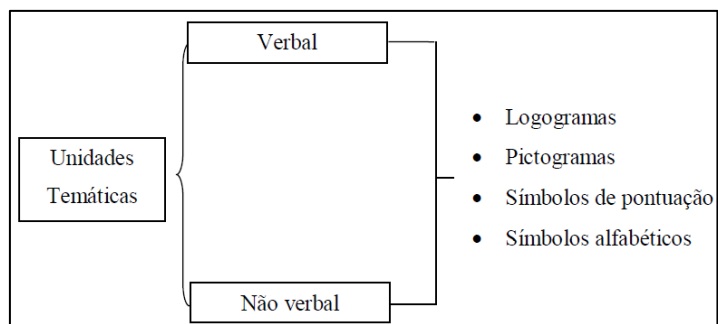 Verbal
Unidades
Temáticas
• Logogramas
• Pictogramas
• Símbolos de pontuação
• Símbolos alfabéticos
Não verbal